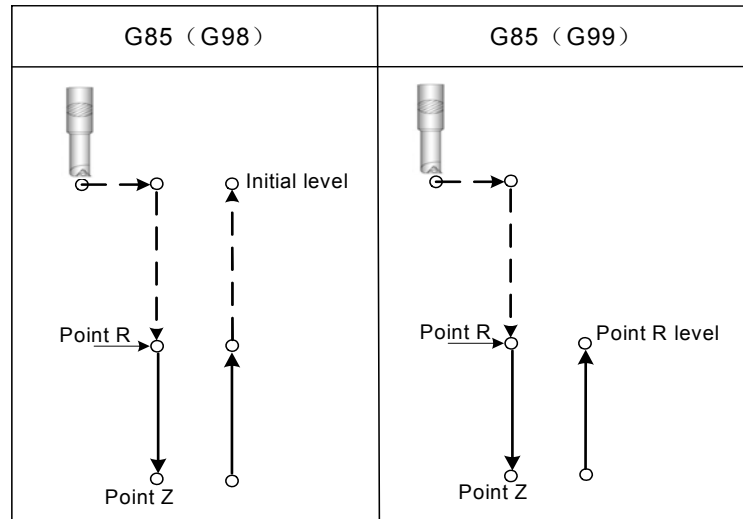 G85（G98）
G85（G99）
Initial level
Point R
Point Z
Point R
Point R level
Point Z